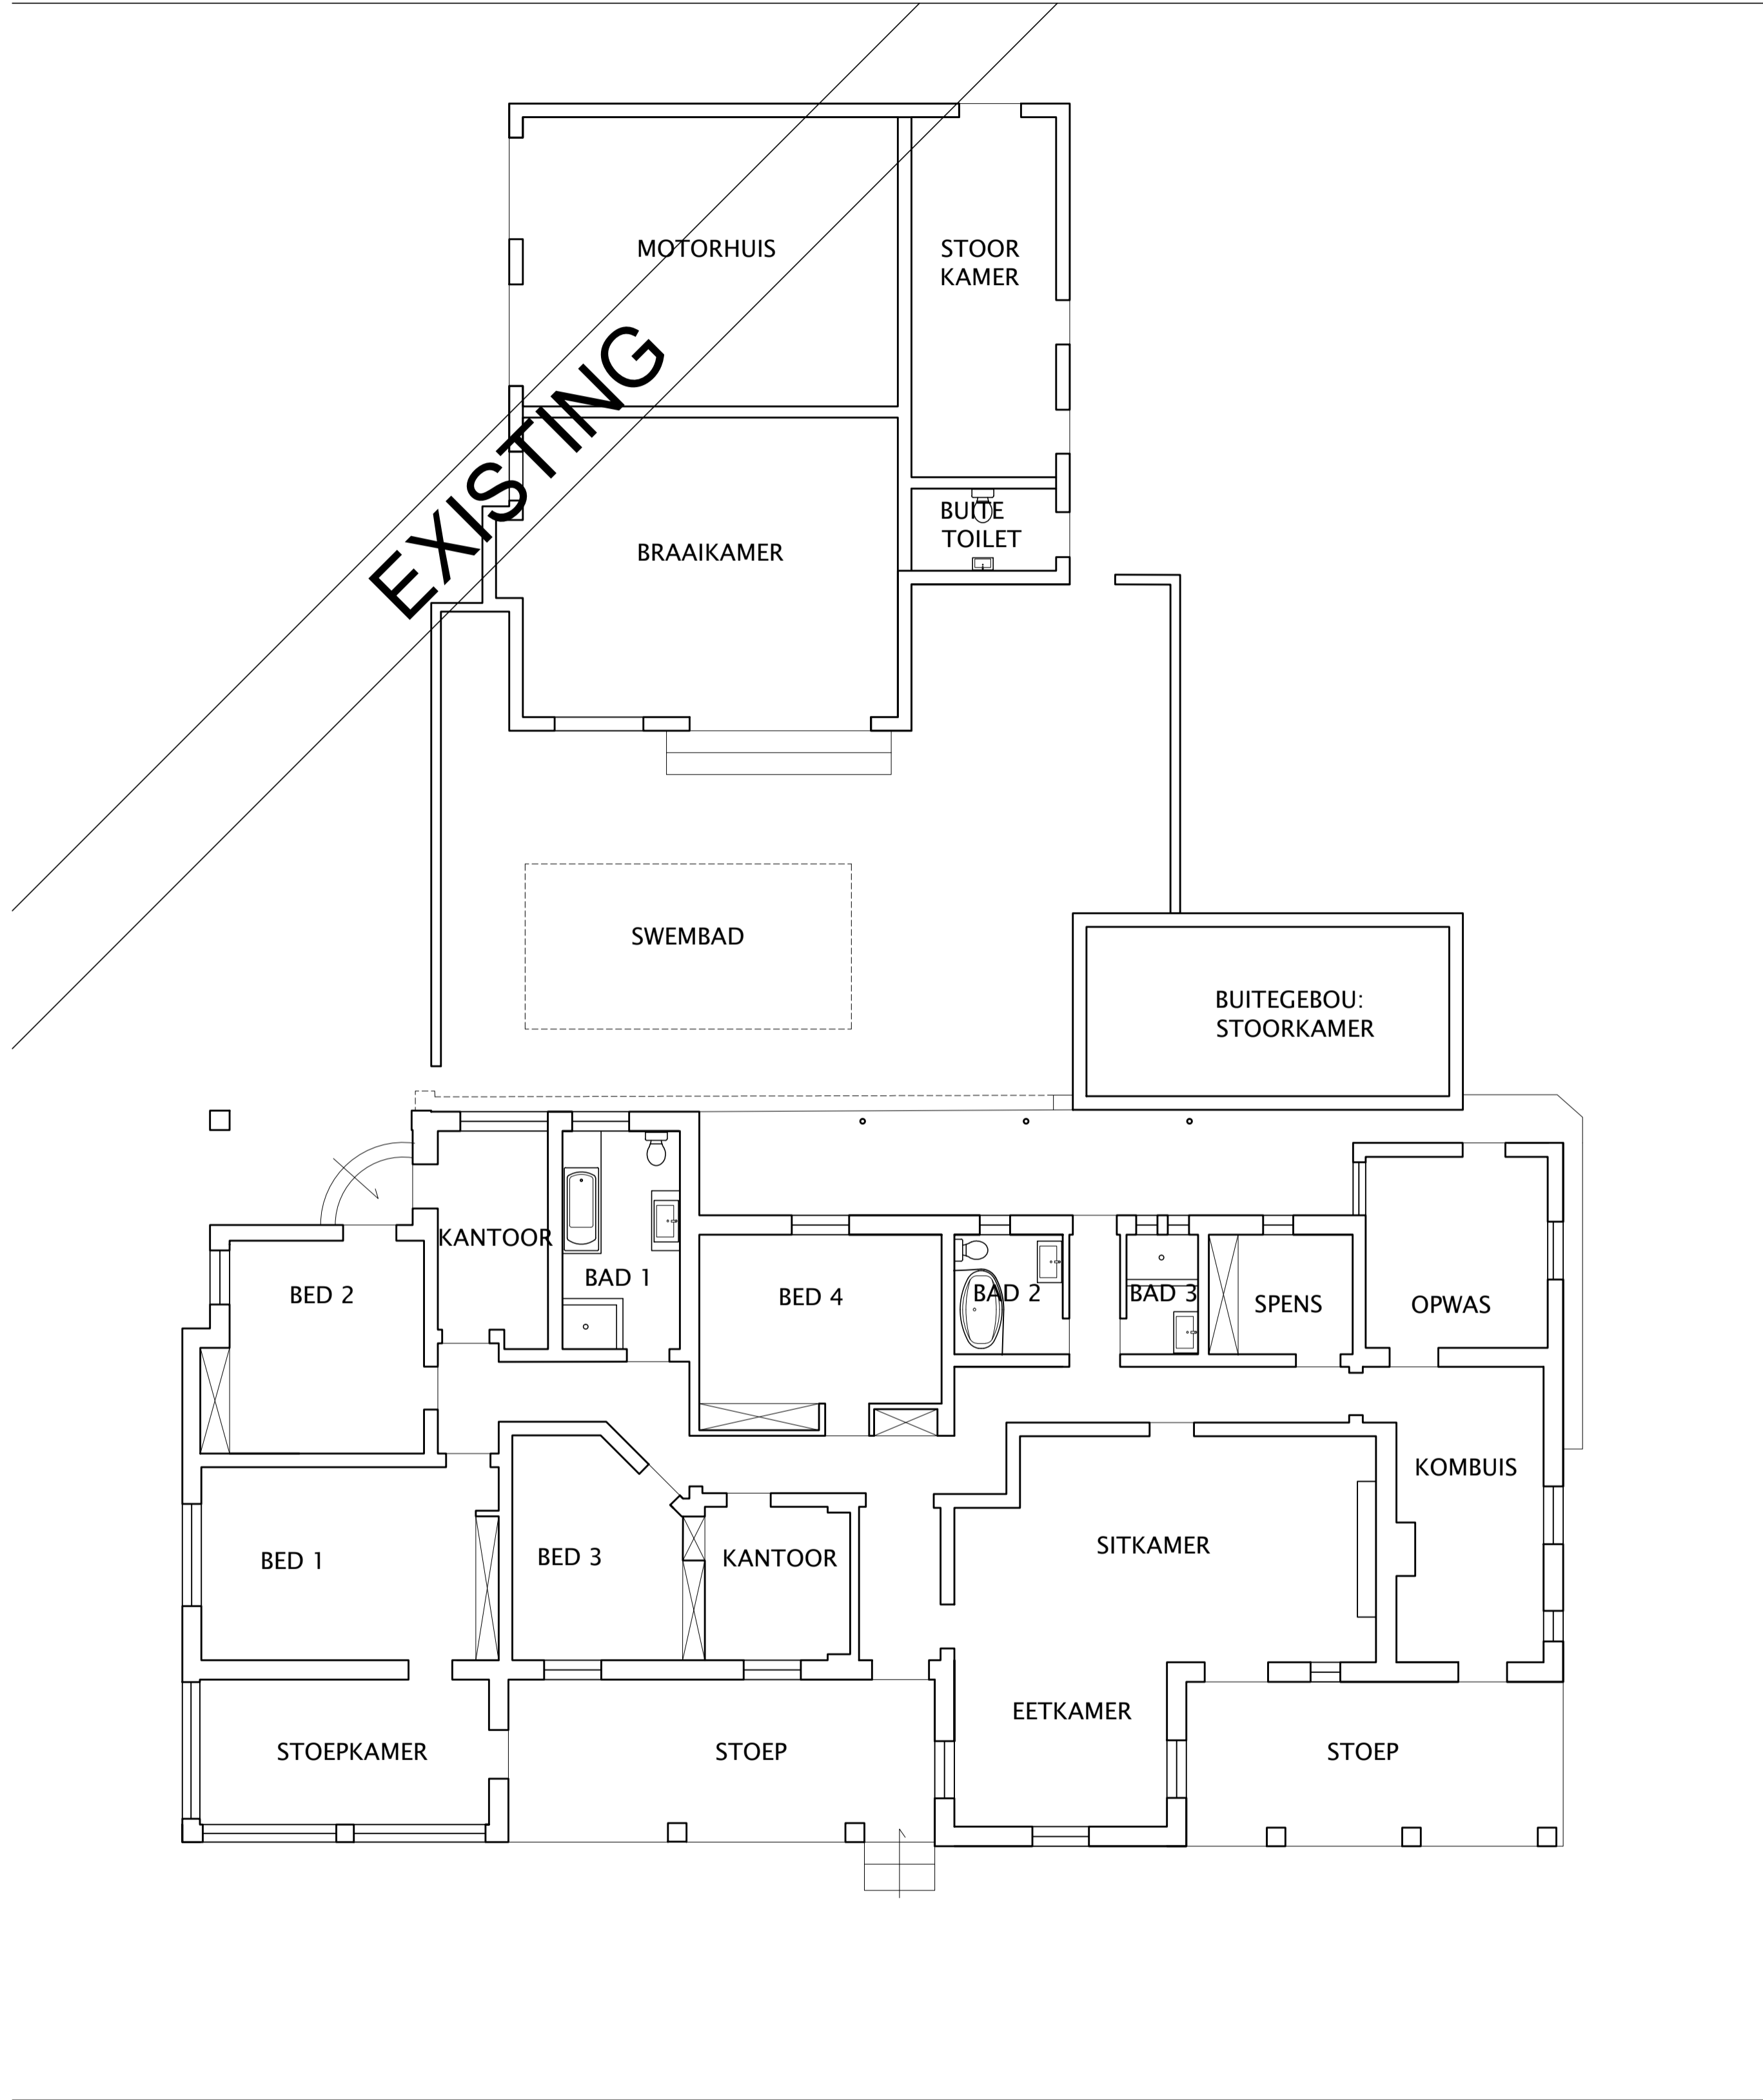 MOTORHUIS
STOOR
KAMER
EXISTING
BUITE
TOILET
BRAAIKAMER
SWEMBAD
BUITEGEBOU:
STOORKAMER
KANTOOR
BAD 1
BED 2
BED 4
BAD 2
BAD 3
SPENS
OPWAS
KOMBUIS
BED 1
BED 3
KANTOOR
SITKAMER
EETKAMER
STOEPKAMER
STOEP
STOEP